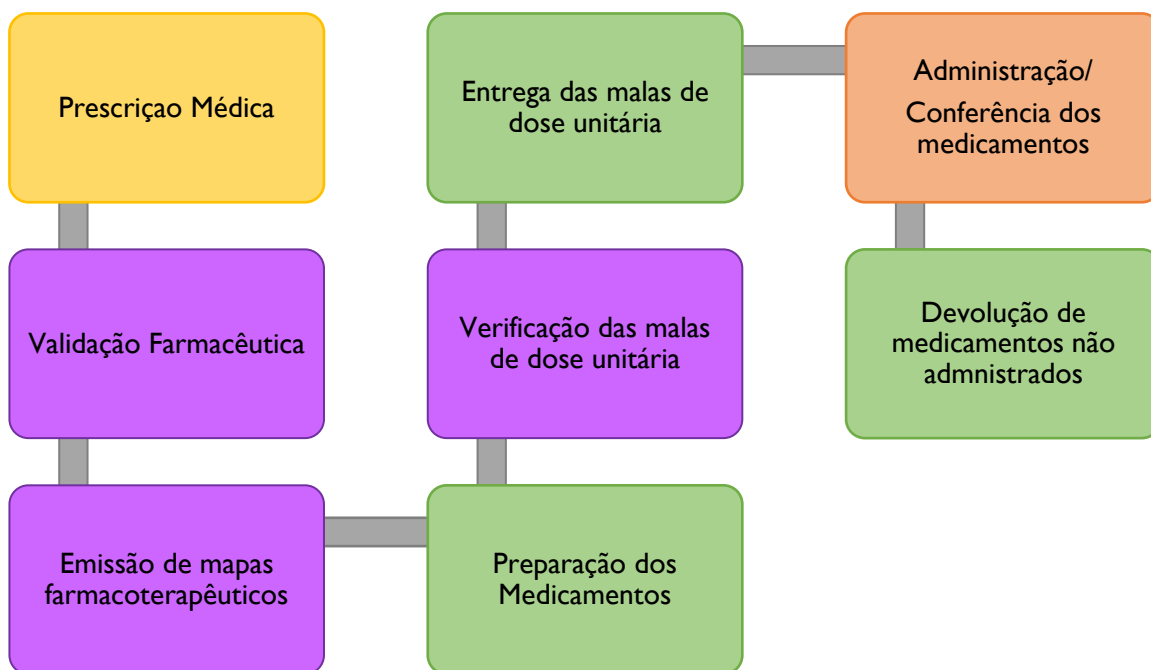 Prescriçao Médica
Validação Farmacêutica
Emissão de mapas
farmacoterapêuticos
Preparação dos
Medicamentos
Verificação das malas
de dose unitária
Entrega das malas de
dose unitária
Administração/
Conferência dos
medicamentos
Devolução de
medicamentos não
admnistrados